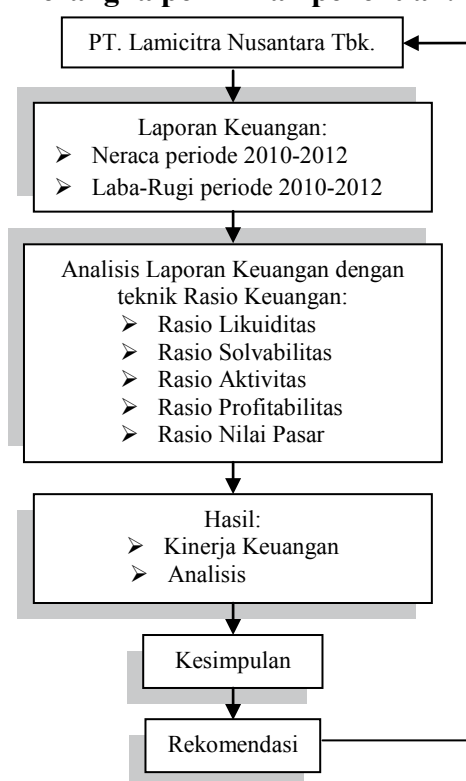 PT. Lamicitra Nusantara Tbk.
Laporan Keuangan:
➢ Neraca periode 2010-2012
➢ Laba-Rugi periode 2010-2012
Analisis Laporan Keuangan dengan
teknik Rasio Keuangan:
➢ Rasio Likuiditas
➢ Rasio Solvabilitas
➢ Rasio Aktivitas
➢ Rasio Profitabilitas
➢ Rasio Nilai Pasar
Hasil:
➢ Kinerja Keuangan
➢ Analisis
Kesimpulan
Rekomendasi